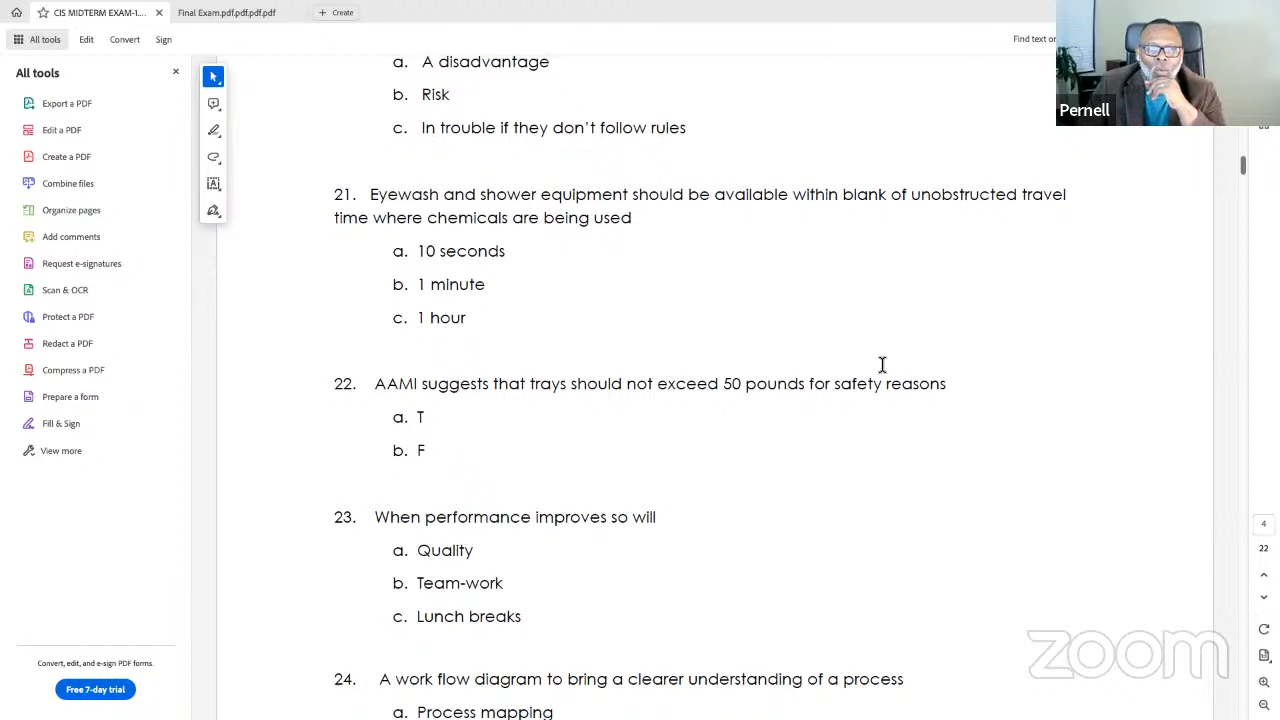 CIS MIDTERM EXAM-1....
Final Exam.pdf.pdf.pdf.pdf
Create
All tools
Edit
Convert
Sign
Find text or
All tools
Export a PDF
Edit a PDF
Create a PDF
Combine files
Organize pages
Add comments
Request e-signatures
Scan & OCR
Protect a PDF
Redact a PDF
Compress a PDF
Prepare a form
Fill & Sign
View more
Convert, edit, and e-sign PDF forms.
Free 7-day trial
a. A disadvantage
b. Risk
c. In trouble if they don't follow rules
21. Eyewash and shower equipment should be available within blank of unobstructed travel
time where chemicals are being used
a. 10 seconds
b. 1 minute
c. 1 hour
22. AAMI suggests that trays should not exceed 50 pounds for safety reasons
a. T
b. F
23. When performance improves so will
a. Quality
b. Team-work
c. Lunch breaks
24. A work flow diagram to bring a clearer understanding of a process
a. Process mapping
Pernell
4
22
zoom